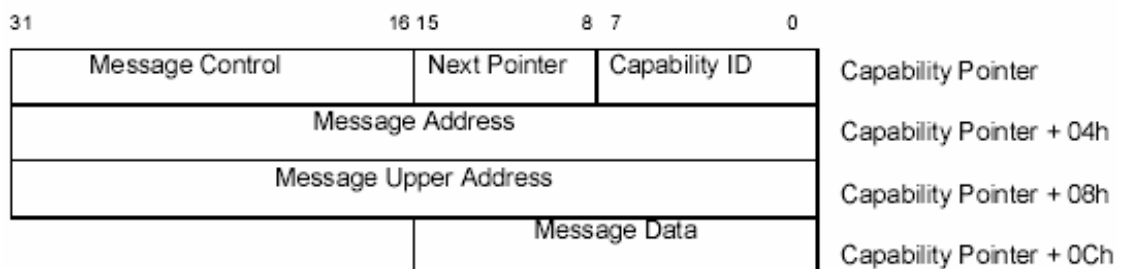 31 16 15 8 7 0
Message Control Next Pointer Capability ID Capability Pointer
Message Address Capability Pointer + 04h
Message Upper Address Capability Pointer + 08h
Message Data Capability Pointer + 0Ch